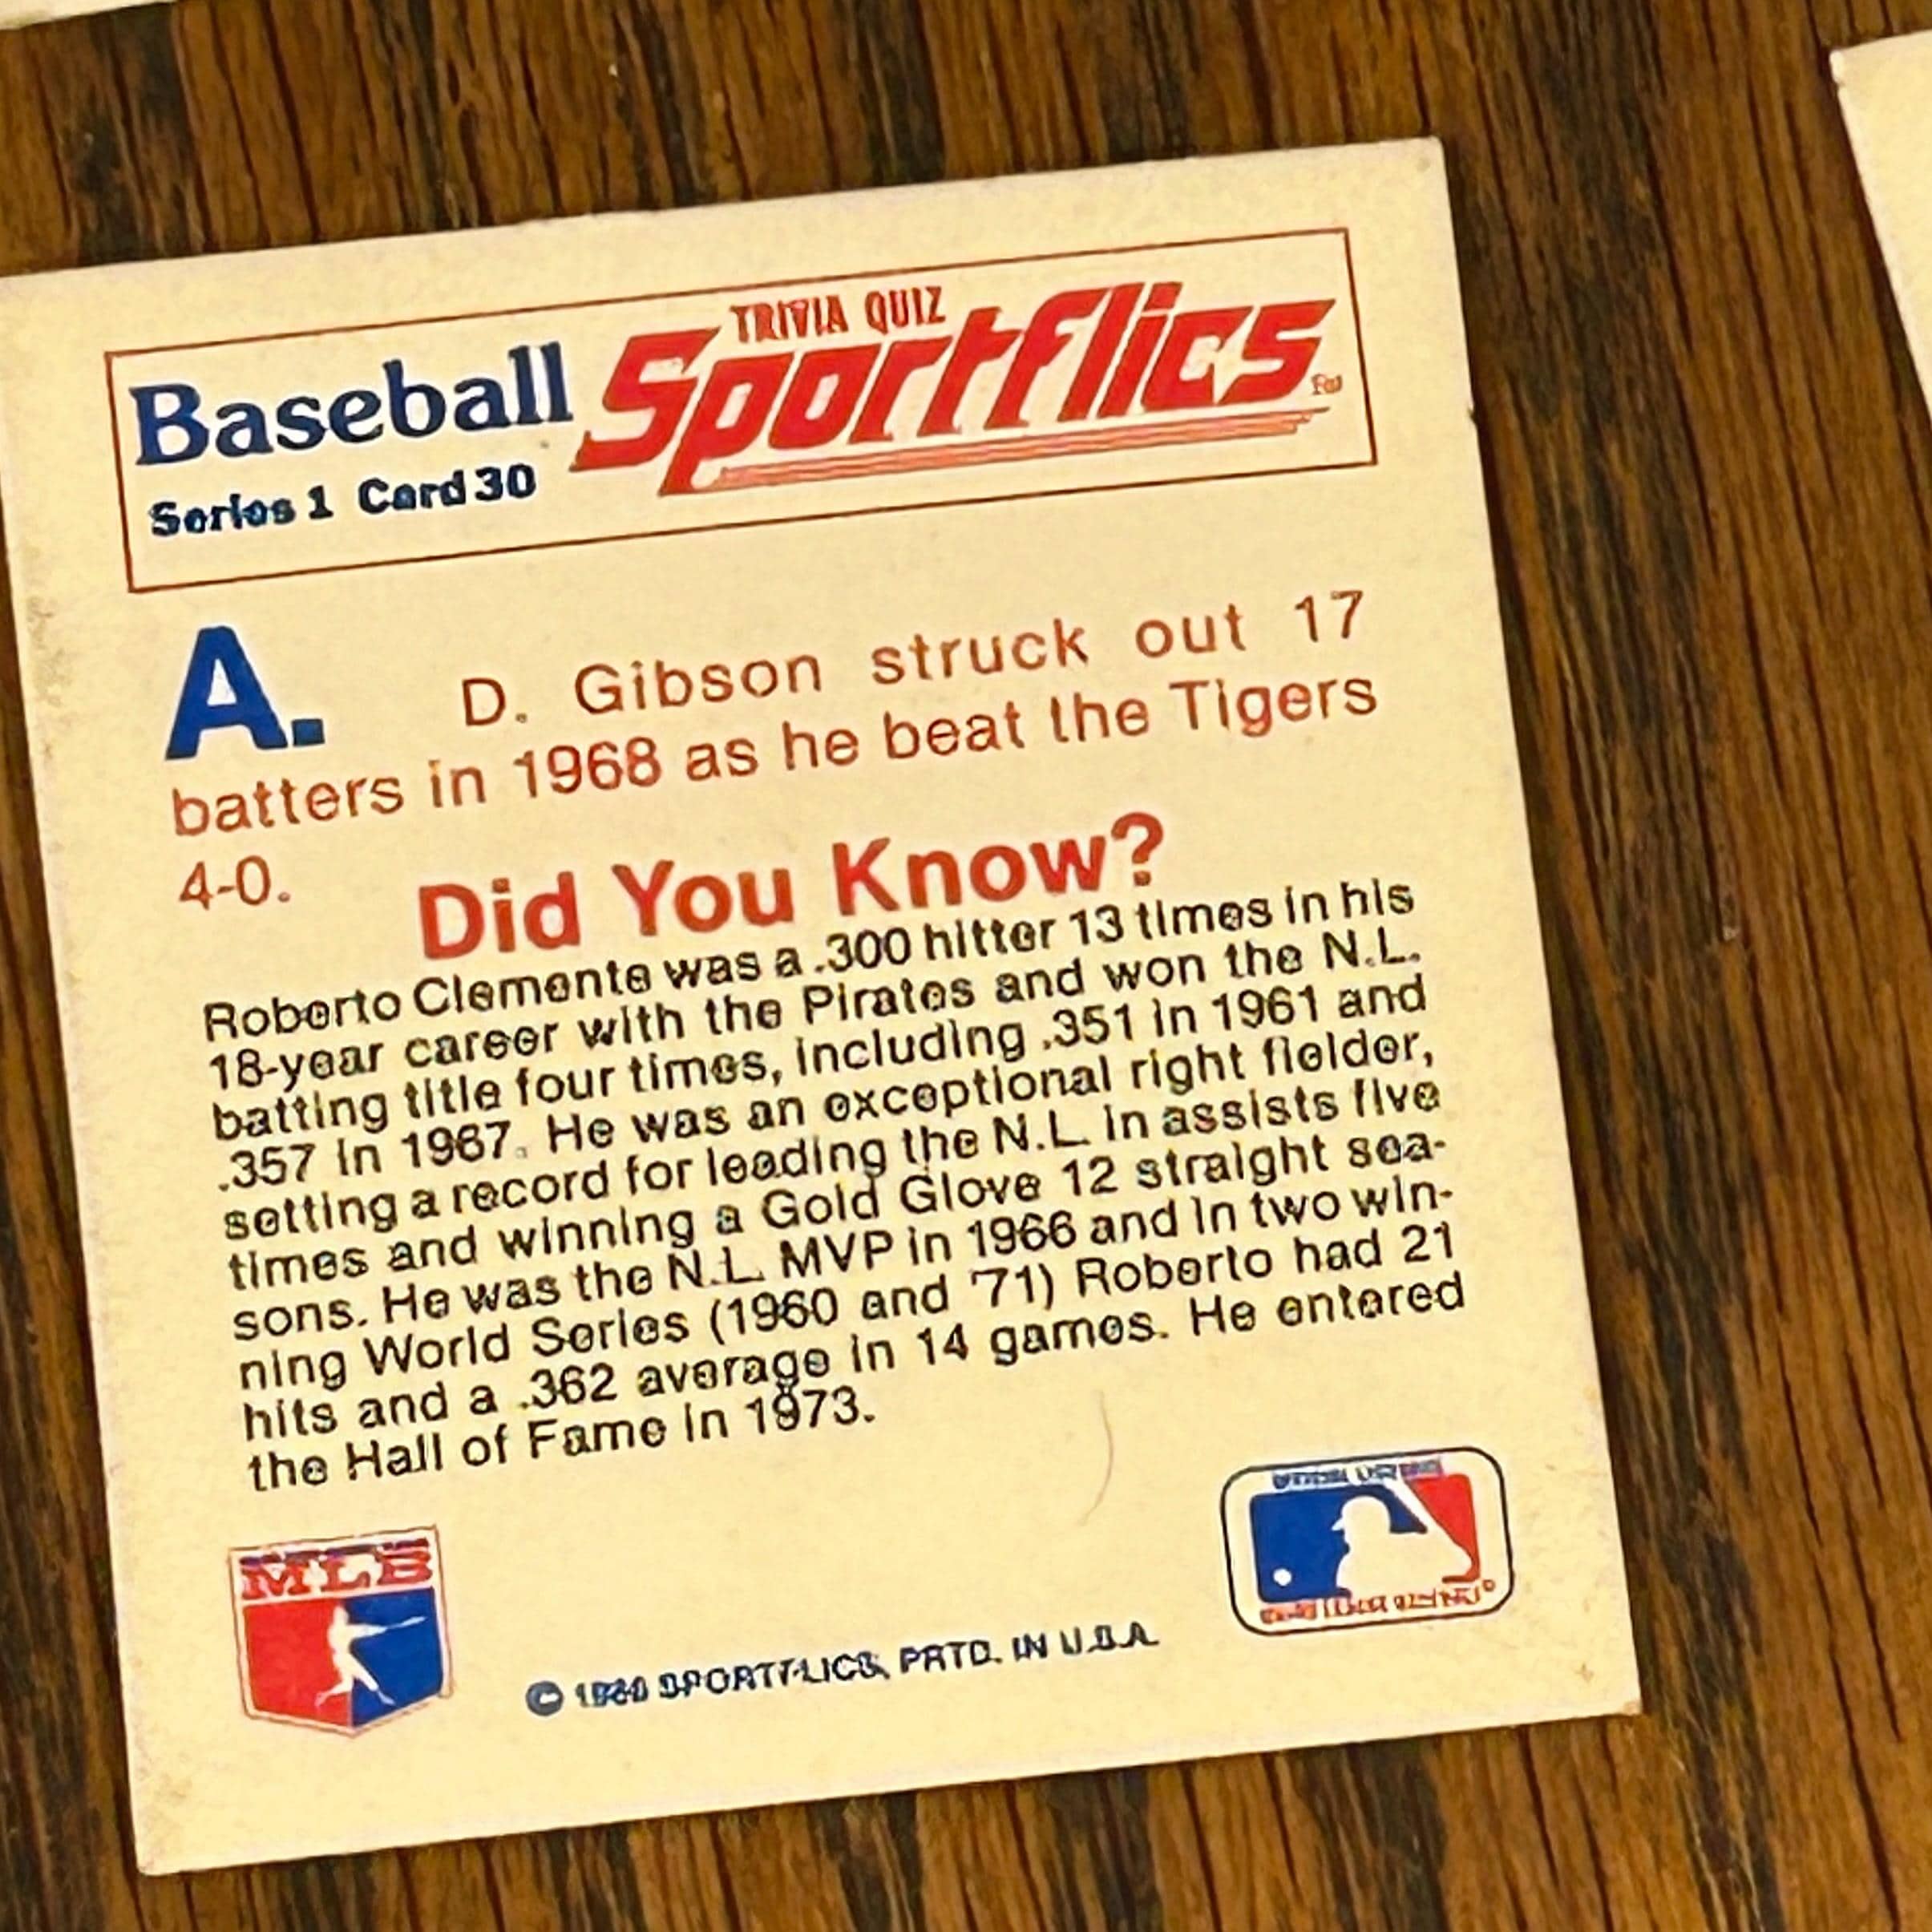 TRIVIA QUIZ
Baseball Sportflics
Series 1 Card 30
A. D. Gibson struck out 17
batters in 1968 as he beat the Tigers
4-0.
Did You Know?
Roberto Clemente was a .300 hitter 13 times in his
18-year career with the Pirates and won the N.L.
batting title four times, including .351 in 1961 and
.357 in 1967. He was an exceptional right fielder,
setting a record for leading the N.L. in assists five
times and winning a Gold Glove 12 straight sea-
sons. He was the N.L. MVP in 1966 and in two win-
ning World Series (1960 and '71) Roberto had 21
hits and a .362 average in 14 games. He entered
the Hall of Fame in 1973.
MLB
© SPORTFLICS, PRTD. IN U.S.A.